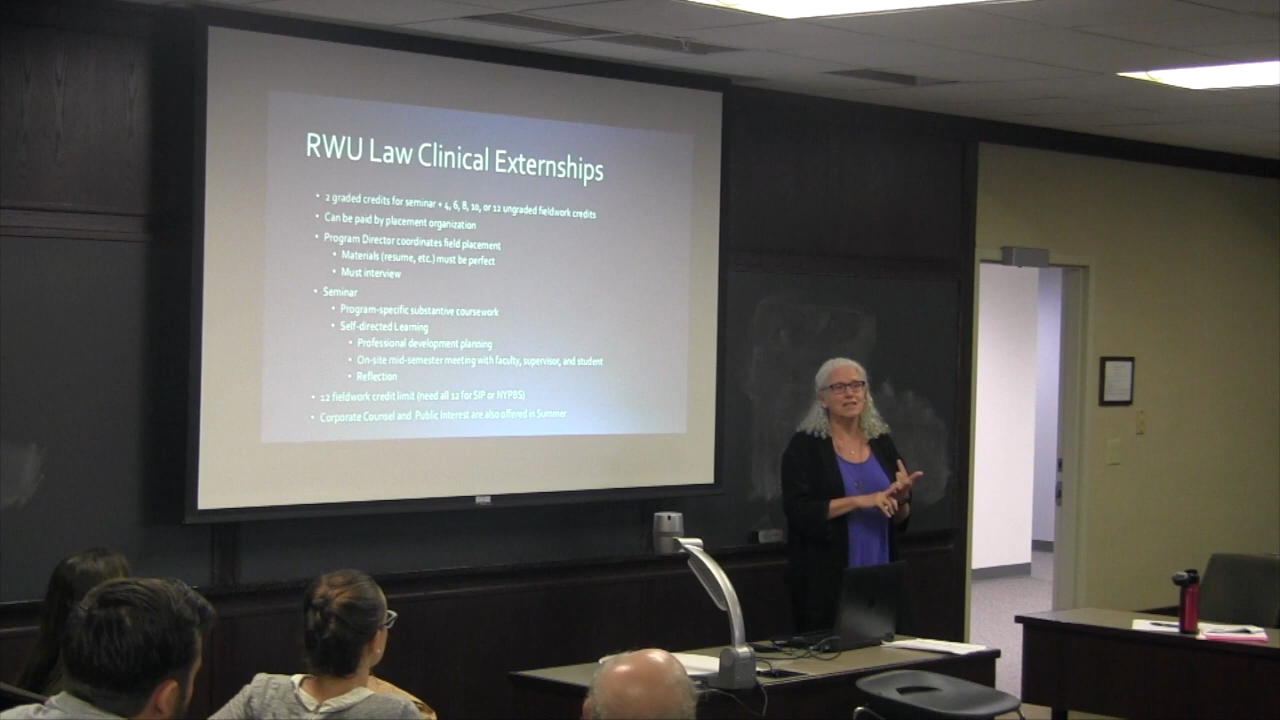 RWU Law Clinical Externships
• 2 graded credits for seminar + 4, 6, 8, 10, or 12 ungraded fieldwork credits
• Can be paid by placement organization
• Program Director coordinates field placement
• Materials (resume, etc.) must be perfect
• Must interview
• Seminar
• Program-specific substantive coursework
• Self-directed Learning
• Professional development planning
• On-site mid-semester meeting with faculty, supervisor, and student
• Reflection
• 12 fieldwork credit limit (need all 12 for SIP or NYPBS)
• Corporate Counsel and Public Interest are also offered in Summer